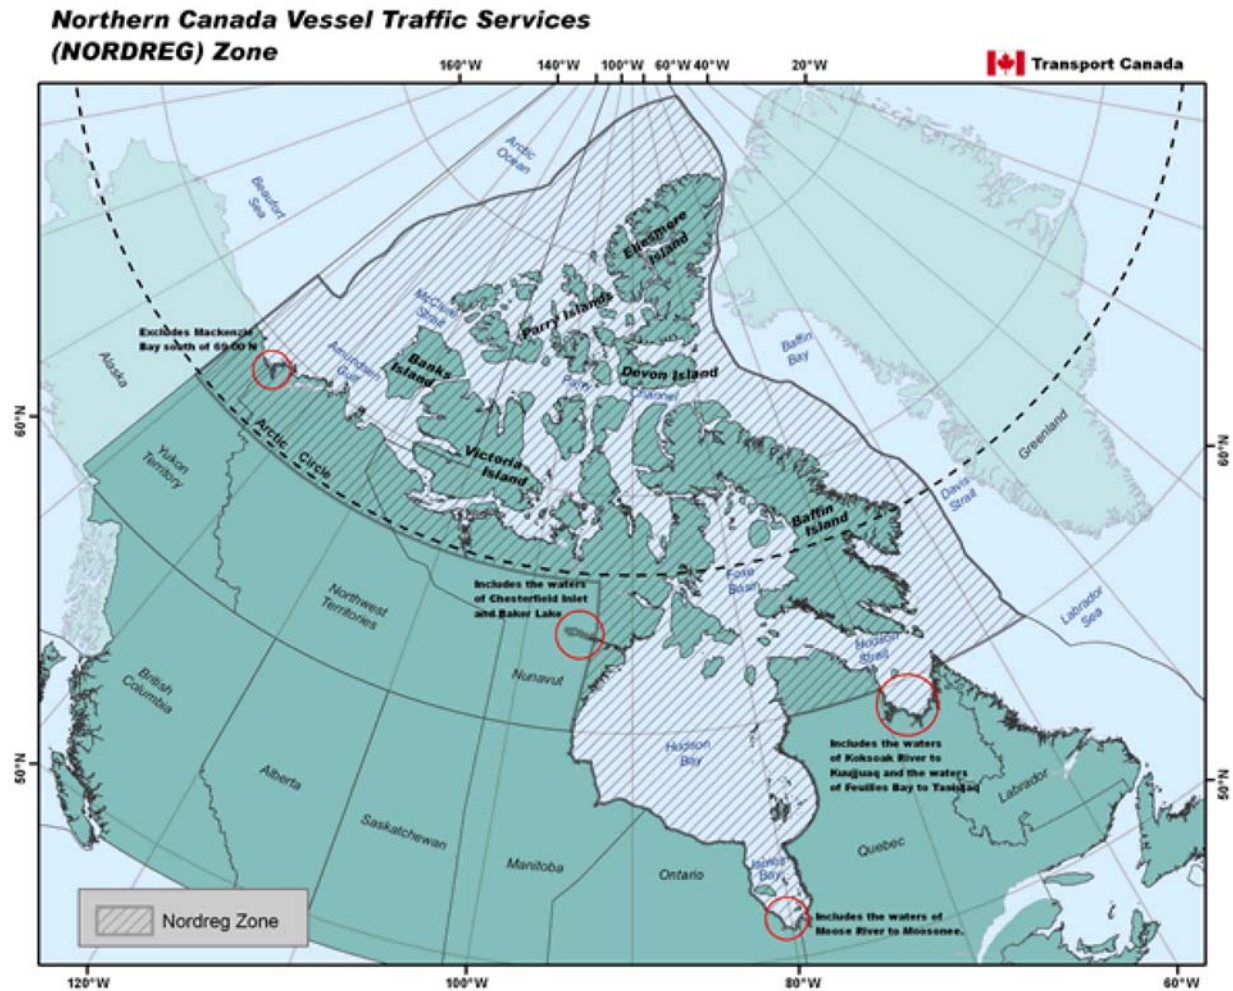 Northern Canada Vessel Traffic Services
(NORDREG) Zone
160°W
140°W
100°W
60°W
40°W
20°W
Transport Canada
Arctic
Ocean
Beaufort
Sea
Ellesmere
Island
McClure
Strait
Parry Islands
Excludes Mackenzie
Bay south of 69 00 N
Amundsen
Gulf
Banks
Island
Parry
Channel
Devon Island
Baffin
Bay
Alaska
60°N
Greenland
60°N
Arctic Circle
Yukon
Territory
Victoria
Island
Davis
Strait
Baffin
Island
Foxe
Basin
Includes the waters
of Chesterfield Inlet
and Baker Lake
Northwest
Territories
Labrador
Sea
Hudson
Strait
Nunavut
British
Columbia
Hudson
Bay
Includes the waters
of Koksoak River to
Kuujjuaq and the waters
of Feuilles Bay to Tasiujaq
50°N
50°N
Alberta
Labrador
Saskatchewan
Manitoba
Ontario
Quebec
James
Bay
Nordreg Zone
Includes the waters of
Moose River to Moosonee.
120°W
100°W
80°W
60°W